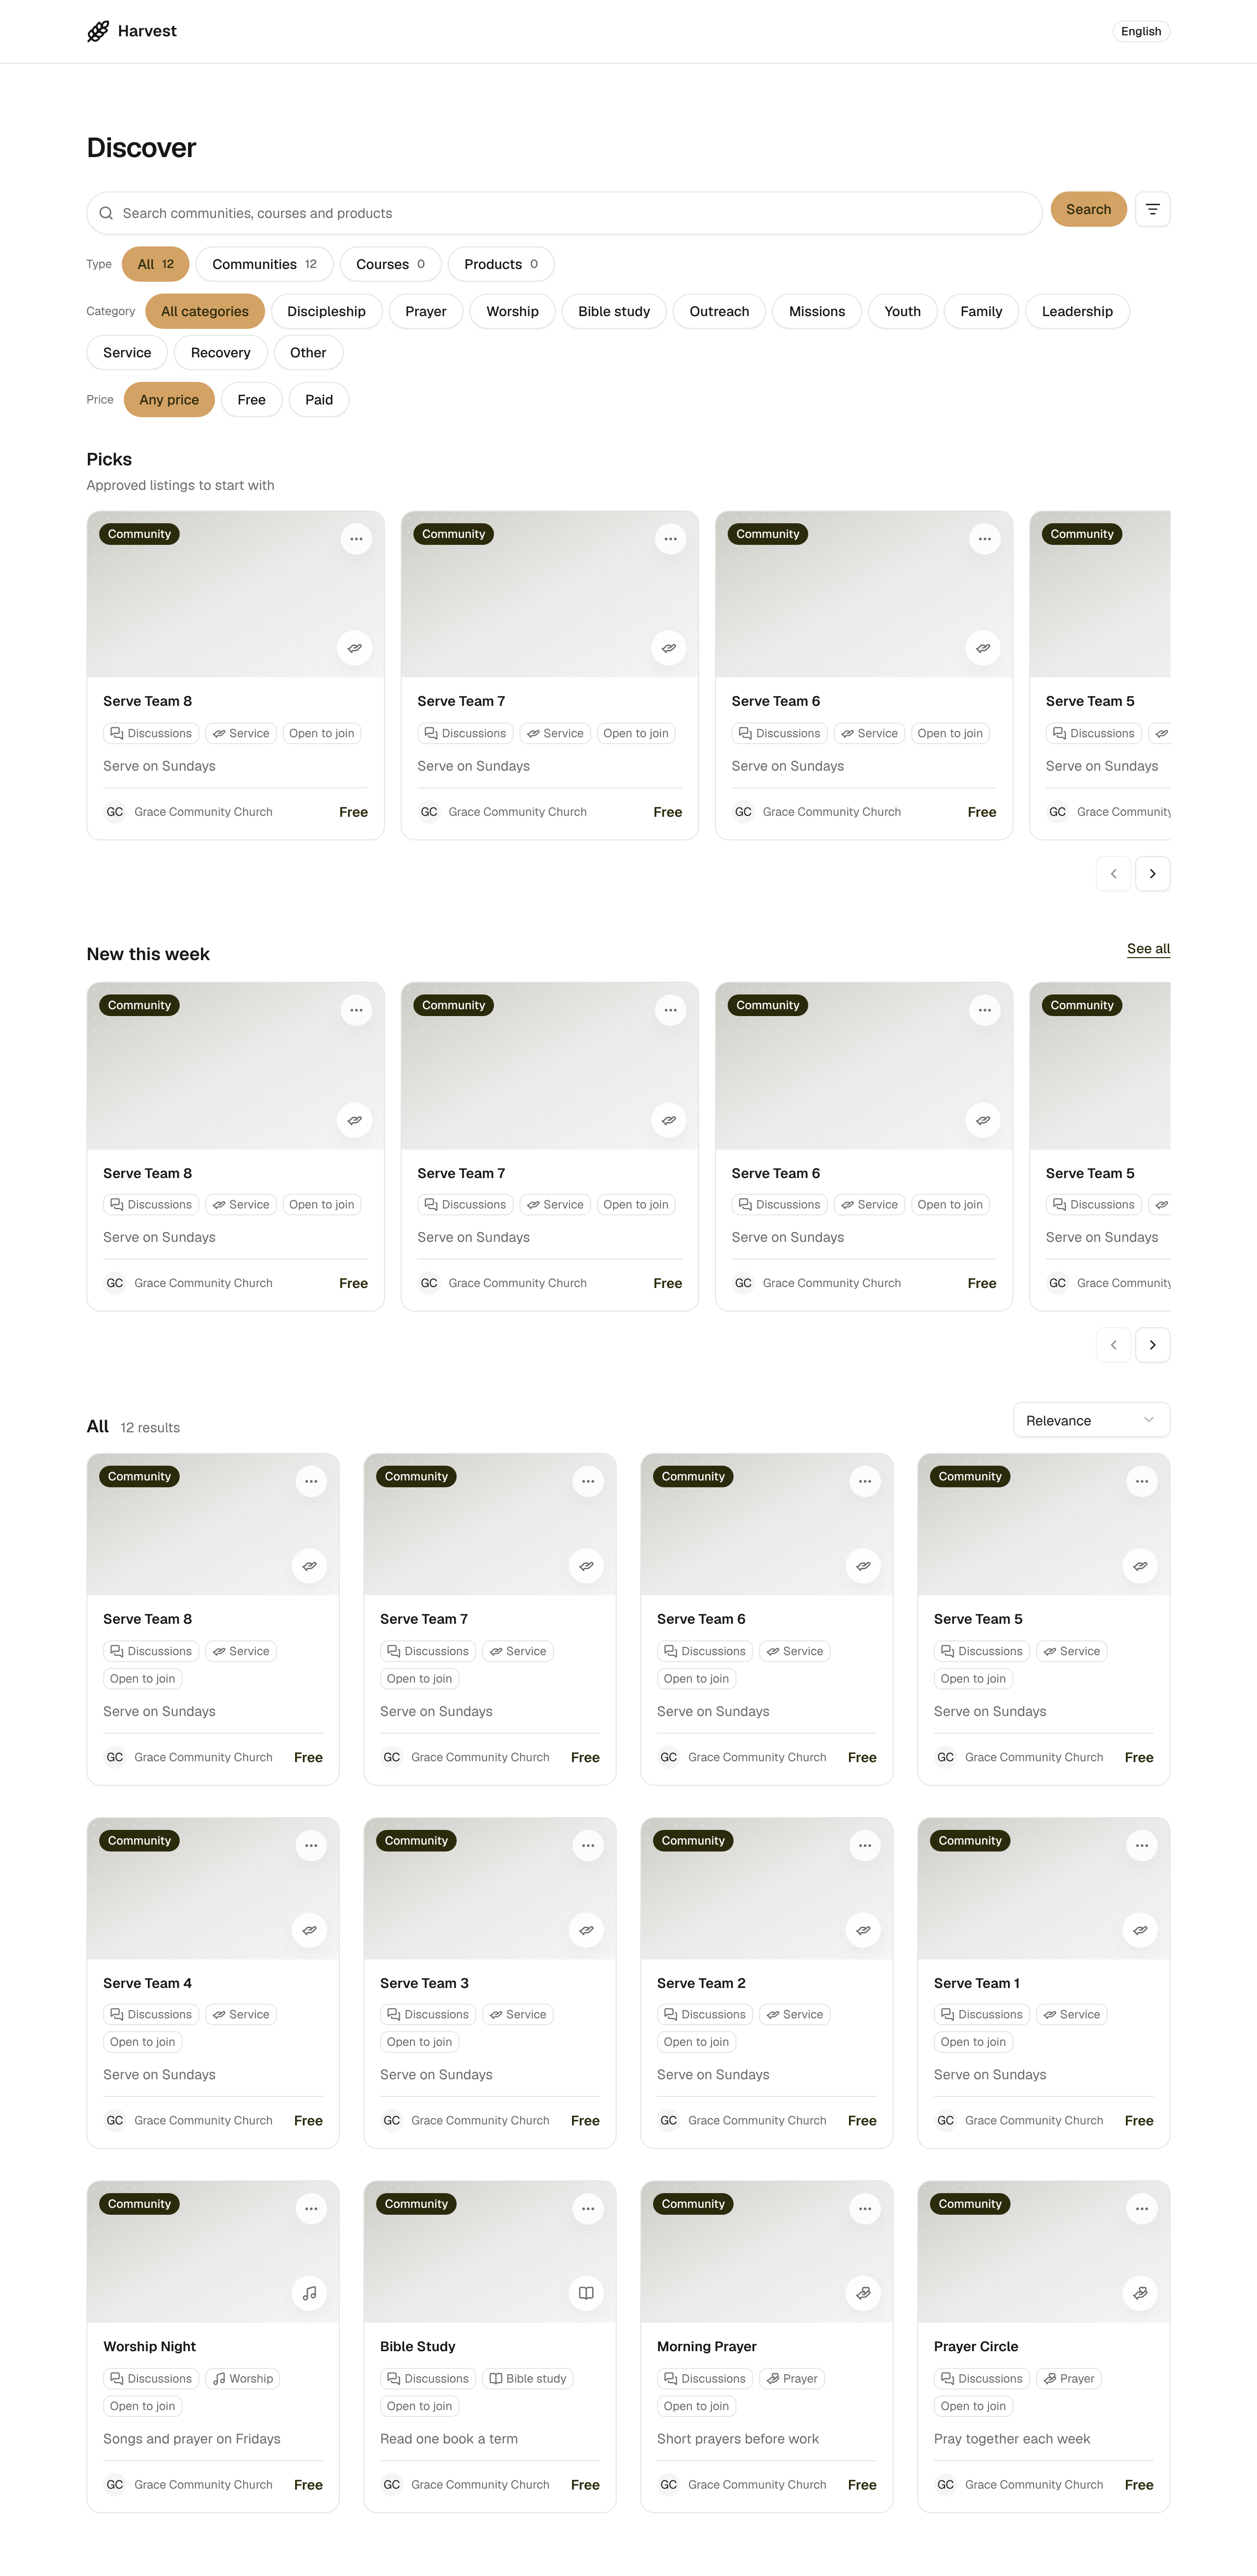 Harvest
English
Discover
Search communities, courses and products
Search
Type All 12 Communities 12 Courses 0 Products 0
Category All categories Discipleship Prayer Worship Bible study Outreach Missions Youth Family Leadership
Service Recovery Other
Price Any price Free Paid
Picks
Approved listings to start with
Community Community Community Community
Serve Team 8 Serve Team 7 Serve Team 6 Serve Team 5
Discussions Service Open to join Discussions Service Open to join Discussions Service Open to join Discussions
Serve on Sundays Serve on Sundays Serve on Sundays Serve on Sundays
GC Grace Community Church Free GC Grace Community Church Free GC Grace Community Church Free GC Grace Community
New this week See all
Community Community Community Community
Serve Team 8 Serve Team 7 Serve Team 6 Serve Team 5
Discussions Service Open to join Discussions Service Open to join Discussions Service Open to join Discussions
Serve on Sundays Serve on Sundays Serve on Sundays Serve on Sundays
GC Grace Community Church Free GC Grace Community Church Free GC Grace Community Church Free GC Grace Community
All 12 results Relevance
Community Community Community Community
Serve Team 8 Serve Team 7 Serve Team 6 Serve Team 5
Discussions Service Discussions Service Discussions Service Discussions Service
Open to join Open to join Open to join Open to join
Serve on Sundays Serve on Sundays Serve on Sundays Serve on Sundays
GC Grace Community Church Free GC Grace Community Church Free GC Grace Community Church Free GC Grace Community Church Free
Community Community Community Community
Serve Team 4 Serve Team 3 Serve Team 2 Serve Team 1
Discussions Service Discussions Service Discussions Service Discussions Service
Open to join Open to join Open to join Open to join
Serve on Sundays Serve on Sundays Serve on Sundays Serve on Sundays
GC Grace Community Church Free GC Grace Community Church Free GC Grace Community Church Free GC Grace Community Church Free
Community Community Community Community
Worship Night Bible Study Morning Prayer Prayer Circle
Discussions Worship Discussions Bible study Discussions Prayer Discussions Prayer
Open to join Open to join Open to join Open to join
Songs and prayer on Fridays Read one book a term Short prayers before work Pray together each week
GC Grace Community Church Free GC Grace Community Church Free GC Grace Community Church Free GC Grace Community Church Free